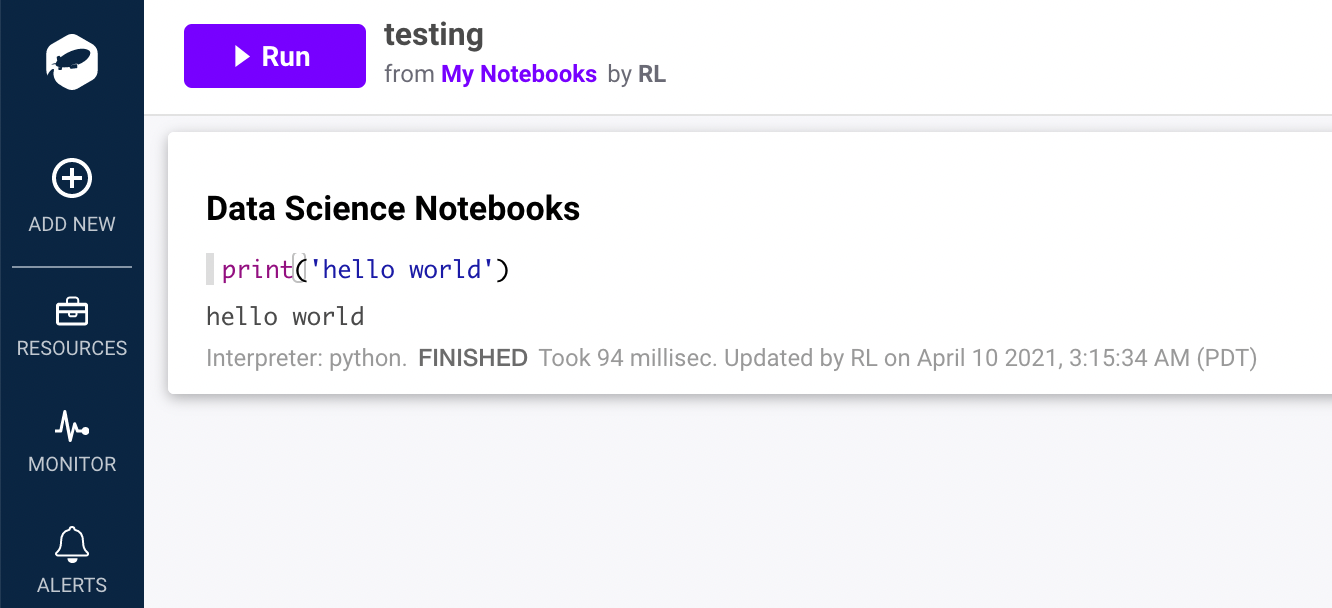 Run
testing
from My Notebooks by RL
ADD NEW
RESOURCES
MONITOR
ALERTS
Data Science Notebooks
print('hello world')
hello world
Interpreter: python. FINISHED Took 94 millisec. Updated by RL on April 10 2021, 3:15:34 AM (PDT)